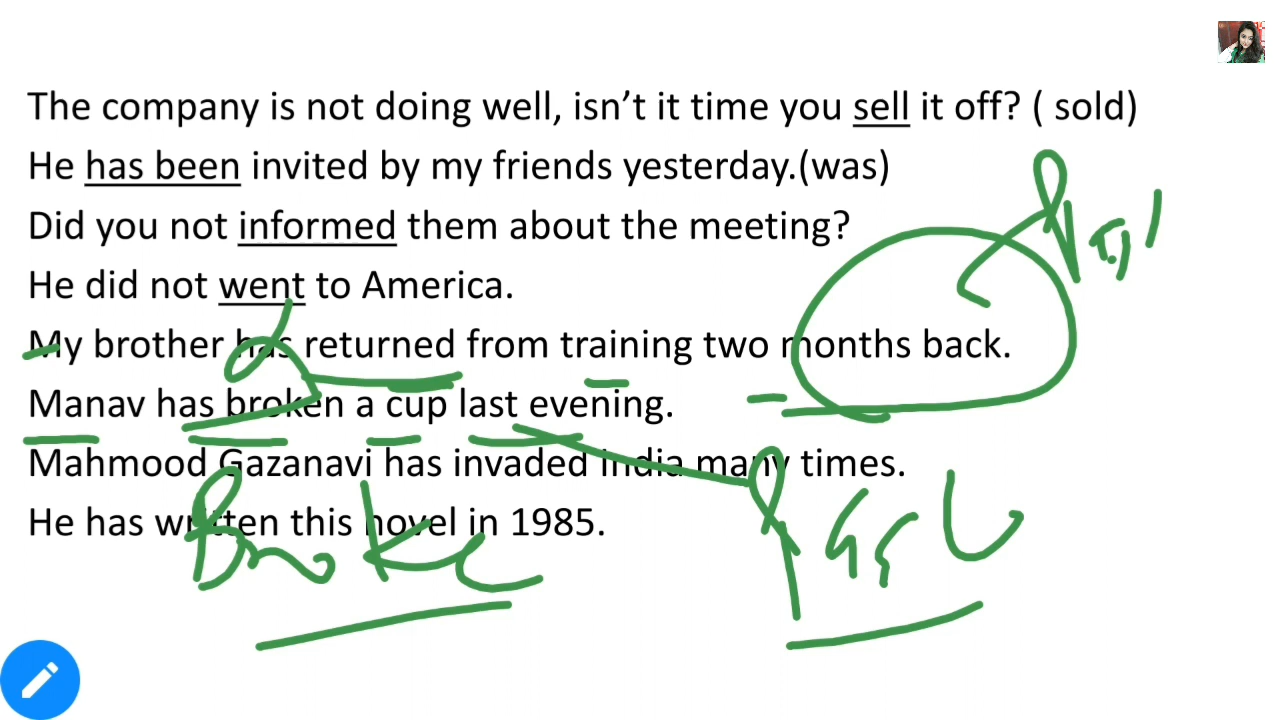 The company is not doing well, isn’t it time you sell it off? ( sold)
He has been invited by my friends yesterday.(was)
Did you not informed them about the meeting?
He did not went to America.
My brother has returned from training two months back.
Manav has broken a cup last evening.
Mahmood Gazanavi has invaded India many times.
He has written this novel in 1985.
Broke